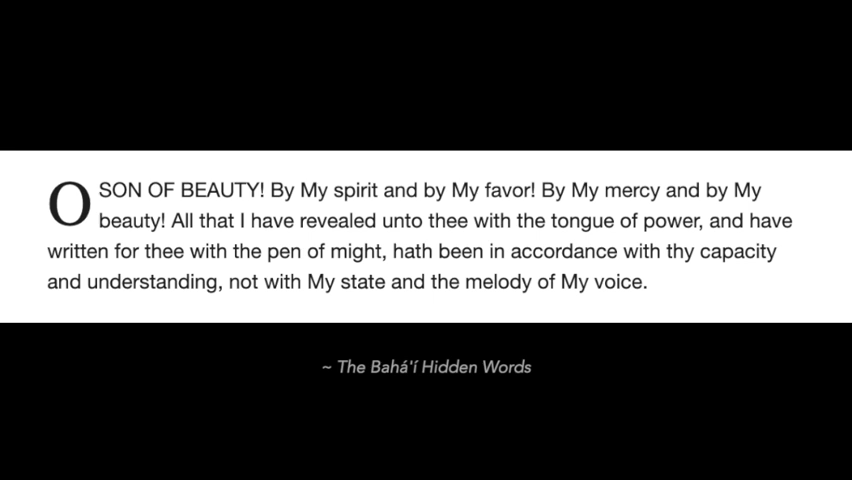 O SON OF BEAUTY! By My spirit and by My favor! By My mercy and by My
beauty! All that I have revealed unto thee with the tongue of power, and have
written for thee with the pen of might, hath been in accordance with thy capacity
and understanding, not with My state and the melody of My voice.
~ The Bahá'í Hidden Words